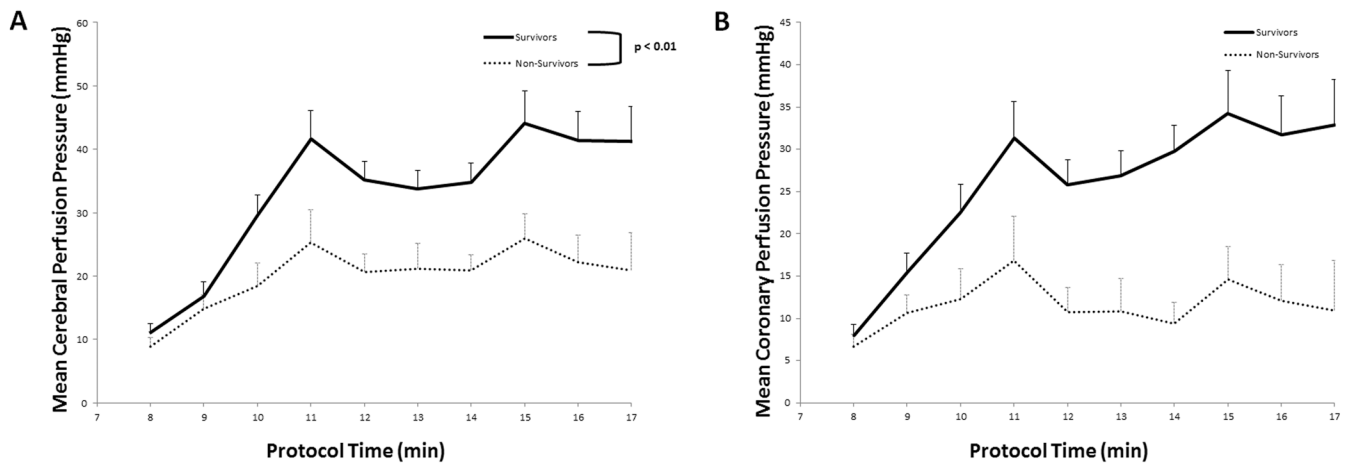 A
Mean Cerebral Perfusion Pressure (mmHg)
60
50
40
30
20
10
0
Survivors
Non-Survivors
p < 0.01
7 8 9 10 11 12 13 14 15 16 17
Protocol Time (min)
B
Mean Coronary Perfusion Pressure (mmHg)
45
40
35
30
25
20
15
10
5
0
Survivors
Non-Survivors
7 8 9 10 11 12 13 14 15 16 17
Protocol Time (min)